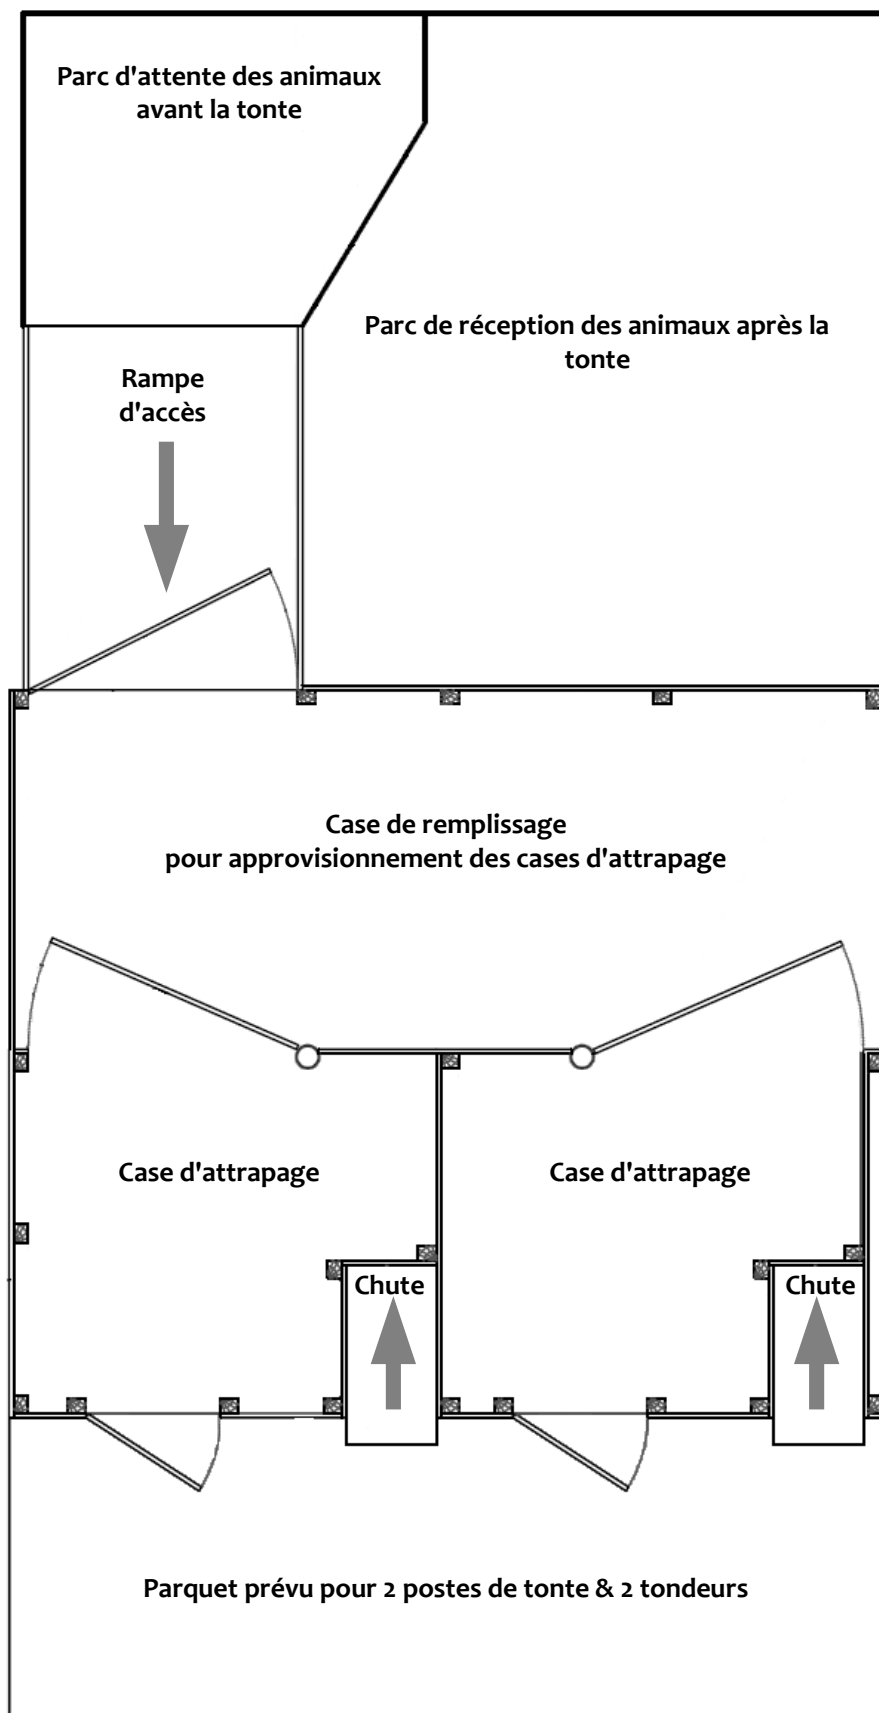 Parc d'attente des animaux
avant la tonte
Parc de réception des animaux après la
tonte
Rampe
d'accès
Case de remplissage
pour approvisionnement des cases d'attrapage
Case d'attrapage
Case d'attrapage
Chute
Chute
Parquet prévu pour 2 postes de tonte & 2 tondeurs